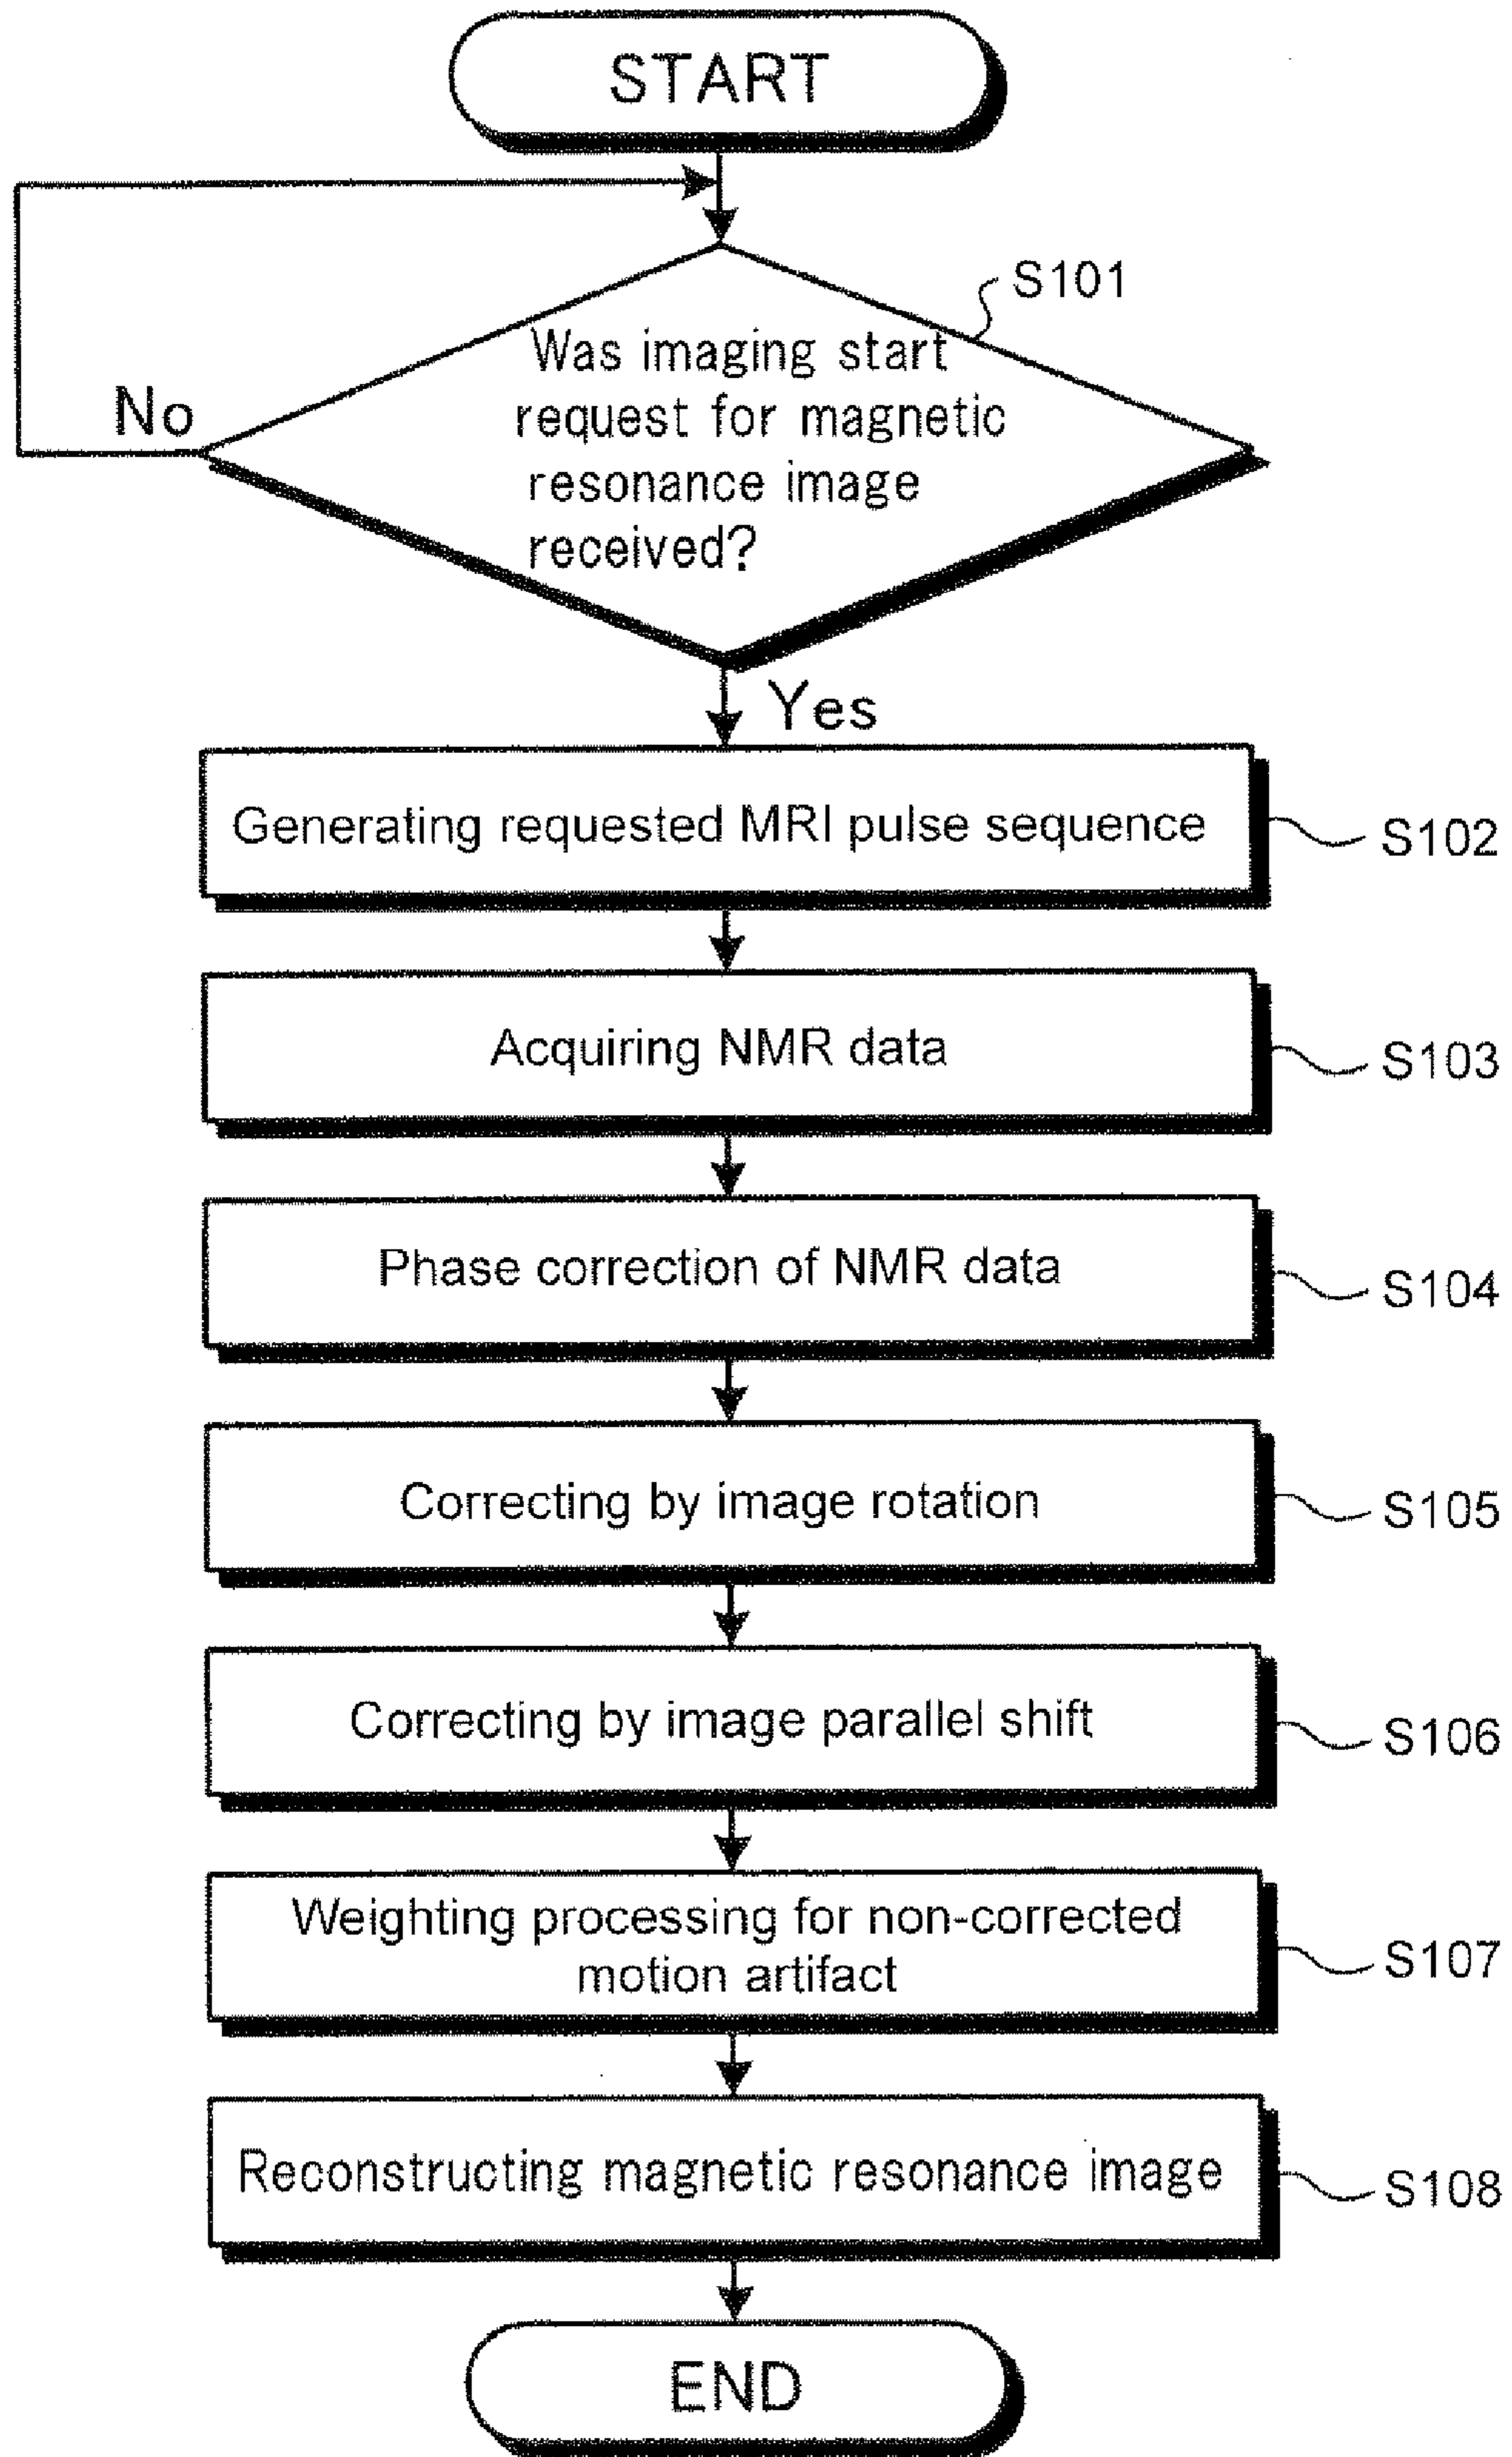 START
S101
Was imaging start
request for magnetic
resonance image
received?
No
Yes
Generating requested MRI pulse sequence
S102
Acquiring NMR data
S103
Phase correction of NMR data
S104
Correcting by image rotation
S105
Correcting by image parallel shift
S106
Weighting processing for non-corrected
motion artifact
S107
Reconstructing magnetic resonance image
S108
END